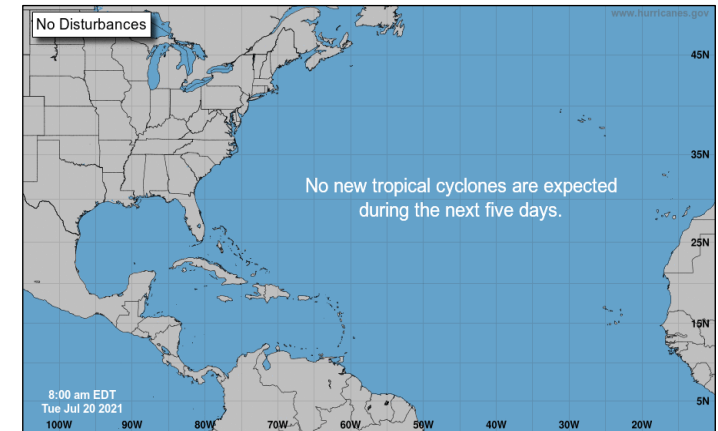 No Disturbances
www.hurricanes.gov
45N
35N
No new tropical cyclones are expected
during the next five days.
25N
15N
8:00 am EDT
Tue Jul 20 2021
5N
100W 90W 80W 70W 60W 50W 40W 30W 20W